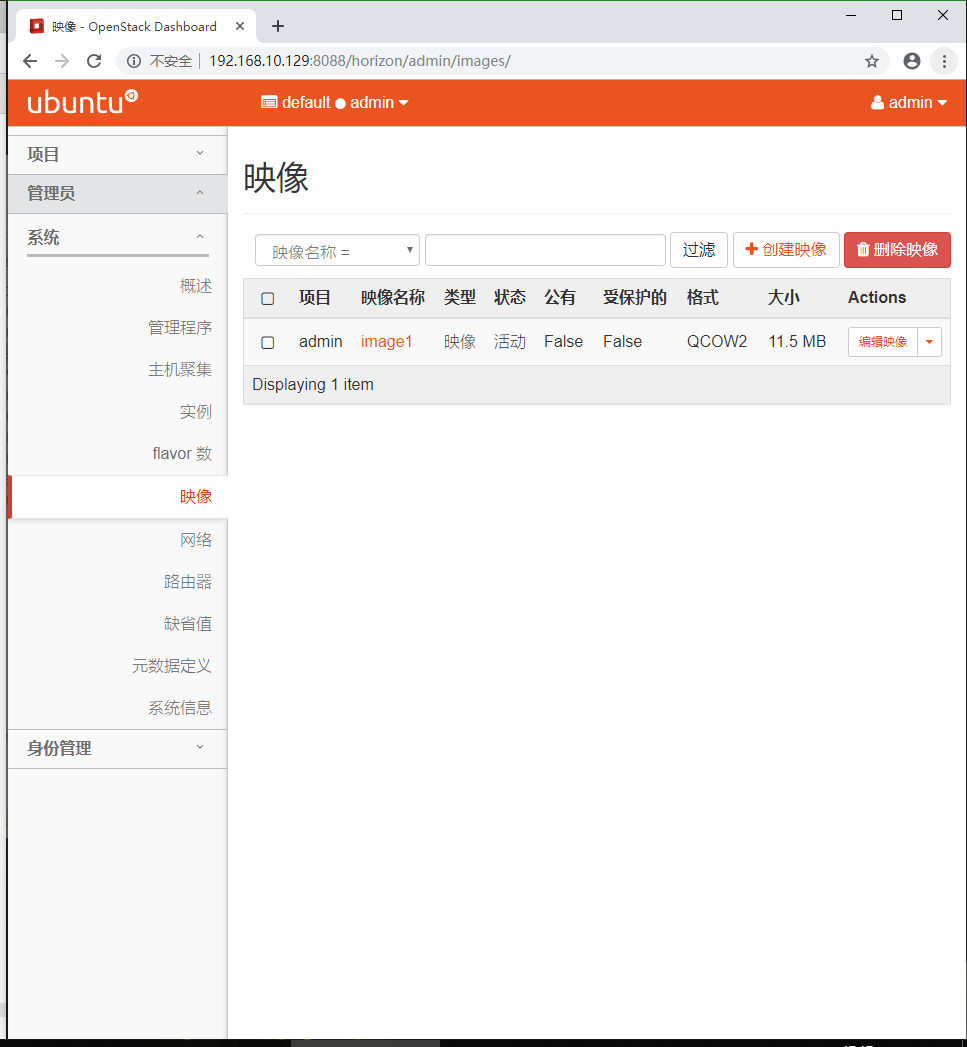 映像 - OpenStack Dashboard
不安全 192.168.10.129:8088/horizon/admin/images/
ubuntu default admin admin
项目
管理员
系统
概述
管理程序
主机聚集
实例
flavor 数
映像
网络
路由器
缺省值
元数据定义
系统信息
身份管理
映像
映像名称 = 过滤 创建映像 删除映像
项目 映像名称 类型 状态 公有 受保护的 格式 大小 Actions
admin image1 映像 活动 False False QCOW2 11.5 MB 编辑映像
Displaying 1 item